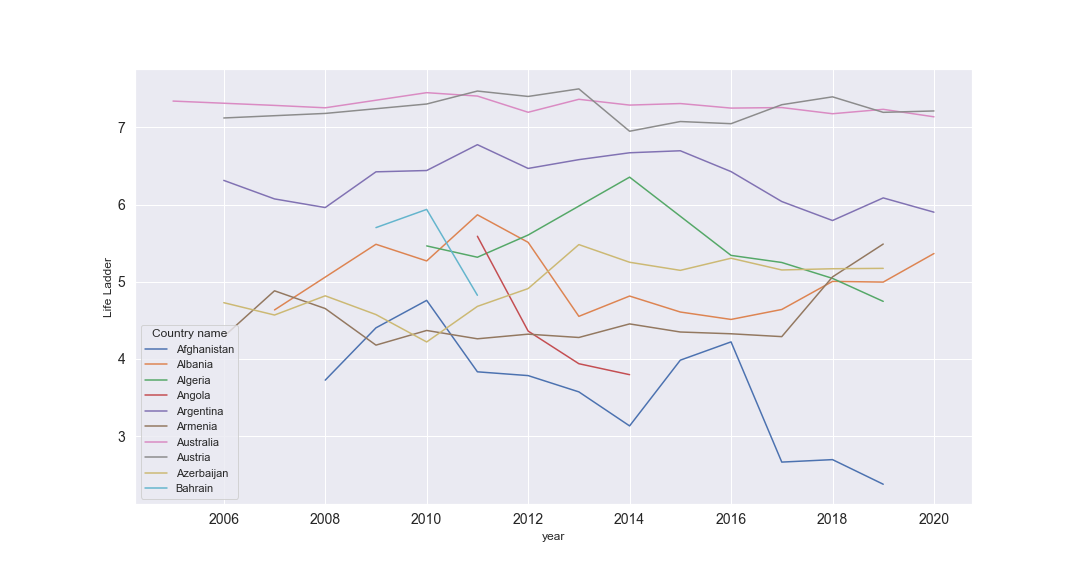 7
6
5
4
3
Life Ladder
Country name
Afghanistan
Albania
Algeria
Angola
Argentina
Armenia
Australia
Austria
Azerbaijan
Bahrain
2006 2008 2010 2012 2014 2016 2018 2020
year